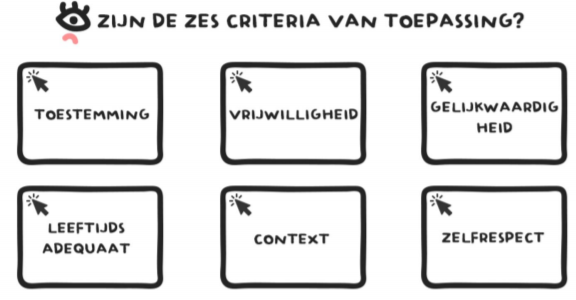 ZIJN DE ZES CRITERIA VAN TOEPASSING?
TOESTEMMING
VRIJWILLIGHEID
GELIJKWAARDIG
HEID
LEEFTIJDS
ADEQUAAT
CONTEXT
ZELFRESPECT